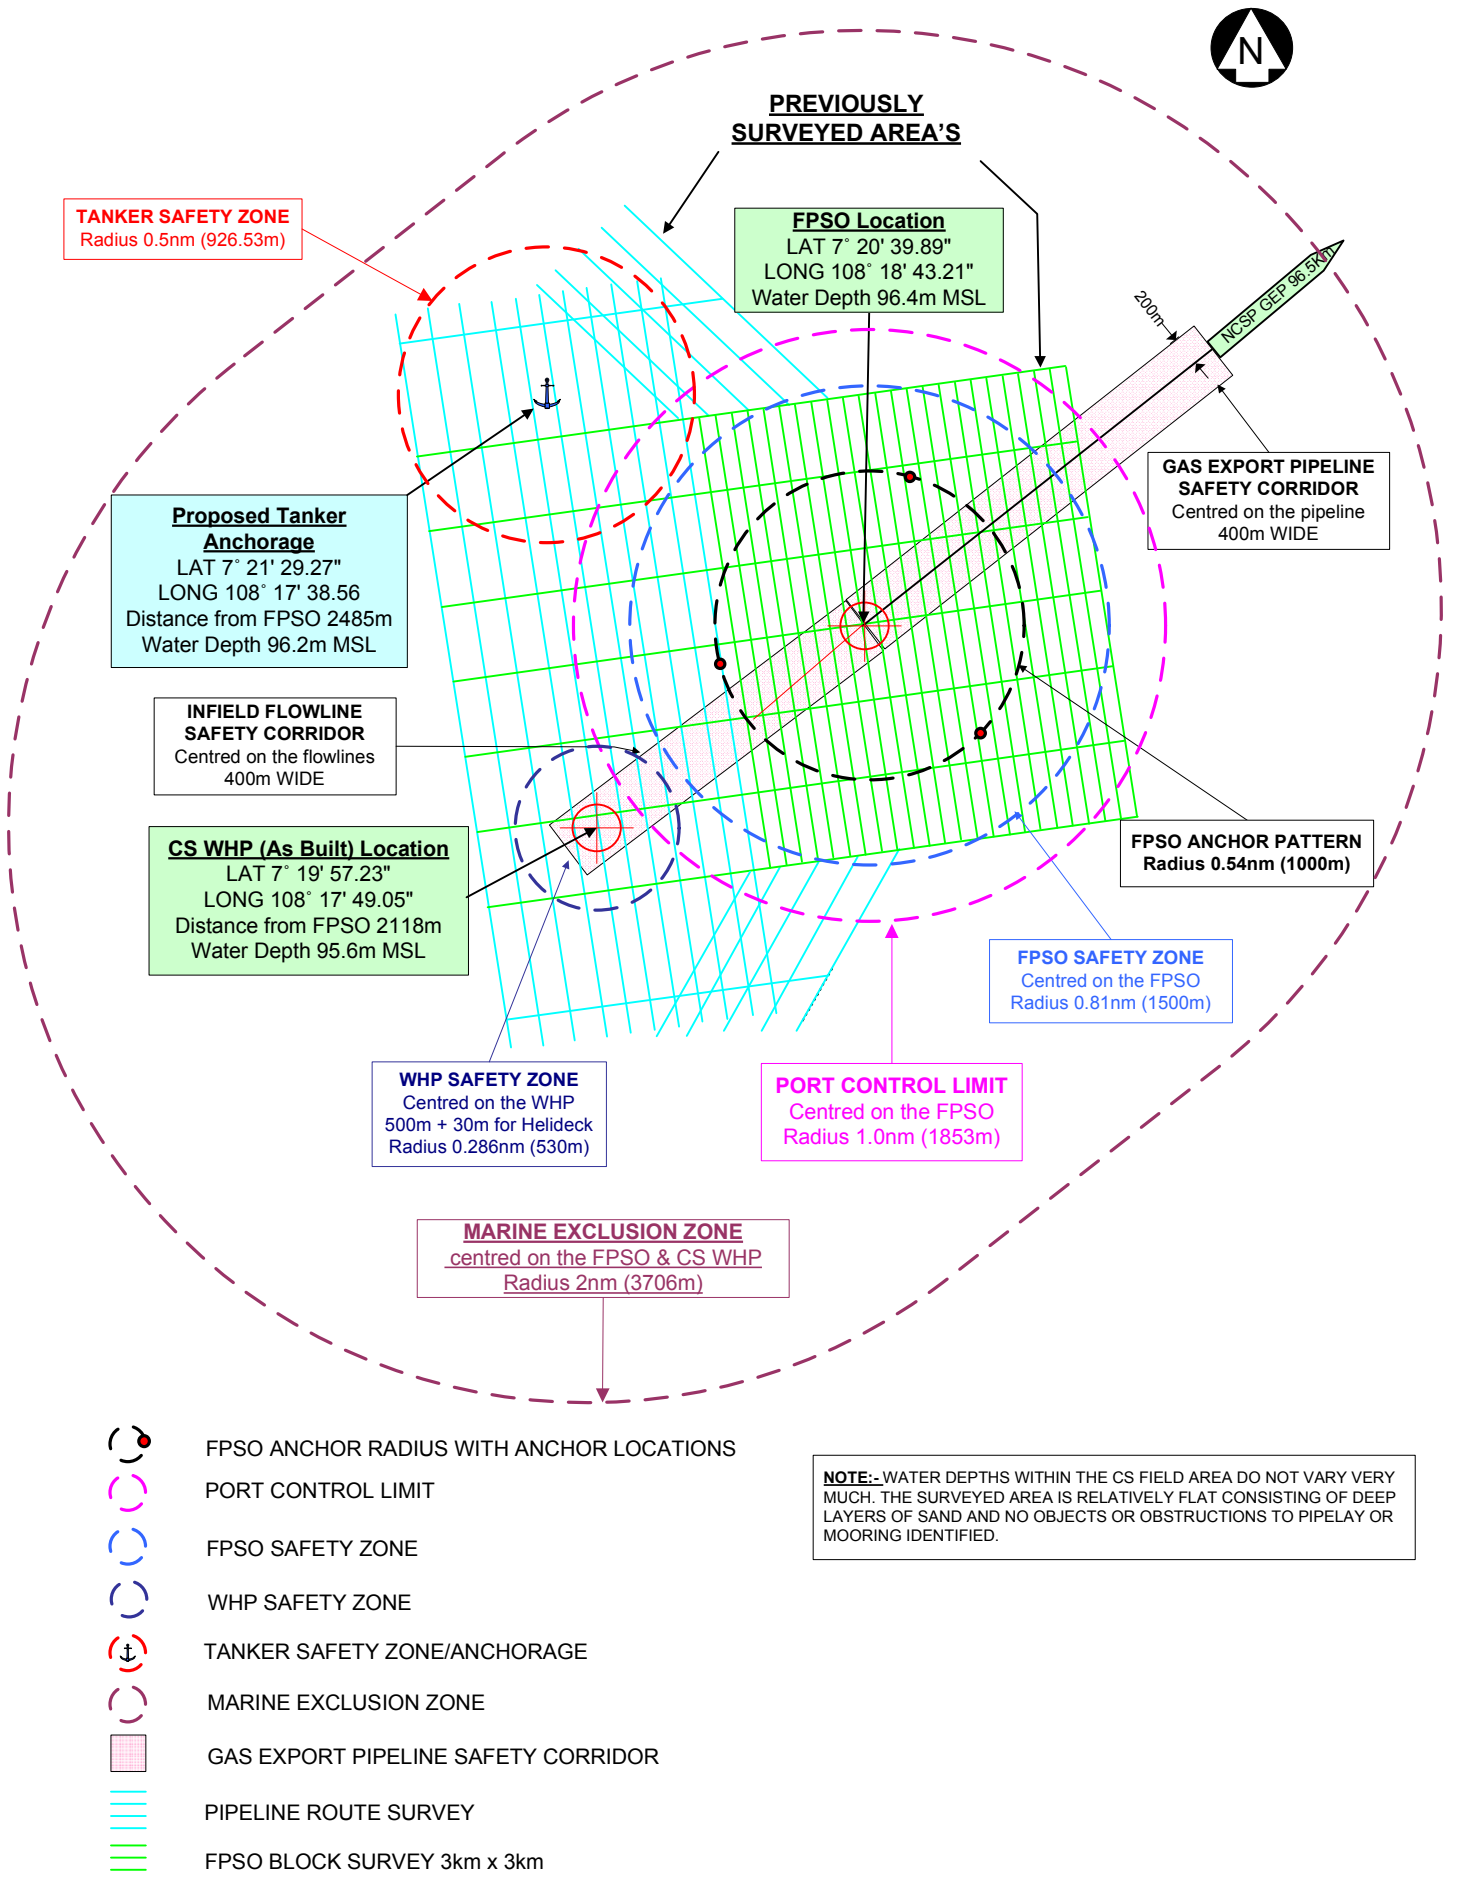 N
PREVIOUSLY
SURVEYED AREA'S
TANKER SAFETY ZONE
Radius 0.5nm (926.53m)
FPSO Location
LAT 7° 20' 39.89"
LONG 108° 18' 43.21"
Water Depth 96.4m MSL
NCSP GEP 96.5Km
200m
GAS EXPORT PIPELINE
SAFETY CORRIDOR
Centred on the pipeline
400m WIDE
Proposed Tanker
Anchorage
LAT 7° 21' 29.27"
LONG 108° 17' 38.56
Distance from FPSO 2485m
Water Depth 96.2m MSL
INFIELD FLOWLINE
SAFETY CORRIDOR
Centred on the flowlines
400m WIDE
CS WHP (As Built) Location
LAT 7° 19' 57.23"
LONG 108° 17' 49.05"
Distance from FPSO 2118m
Water Depth 95.6m MSL
FPSO ANCHOR PATTERN
Radius 0.54nm (1000m)
FPSO SAFETY ZONE
Centred on the FPSO
Radius 0.81nm (1500m)
WHP SAFETY ZONE
Centred on the WHP
500m + 30m for Helideck
Radius 0.286nm (530m)
PORT CONTROL LIMIT
Centred on the FPSO
Radius 1.0nm (1853m)
MARINE EXCLUSION ZONE
centred on the FPSO & CS WHP
Radius 2nm (3706m)
FPSO ANCHOR RADIUS WITH ANCHOR LOCATIONS
PORT CONTROL LIMIT
FPSO SAFETY ZONE
WHP SAFETY ZONE
TANKER SAFETY ZONE/ANCHORAGE
MARINE EXCLUSION ZONE
GAS EXPORT PIPELINE SAFETY CORRIDOR
PIPELINE ROUTE SURVEY
FPSO BLOCK SURVEY 3km x 3km
NOTE:- WATER DEPTHS WITHIN THE CS FIELD AREA DO NOT VARY VERY
MUCH. THE SURVEYED AREA IS RELATIVELY FLAT CONSISTING OF DEEP
LAYERS OF SAND AND NO OBJECTS OR OBSTRUCTIONS TO PIPELAY OR
MOORING IDENTIFIED.